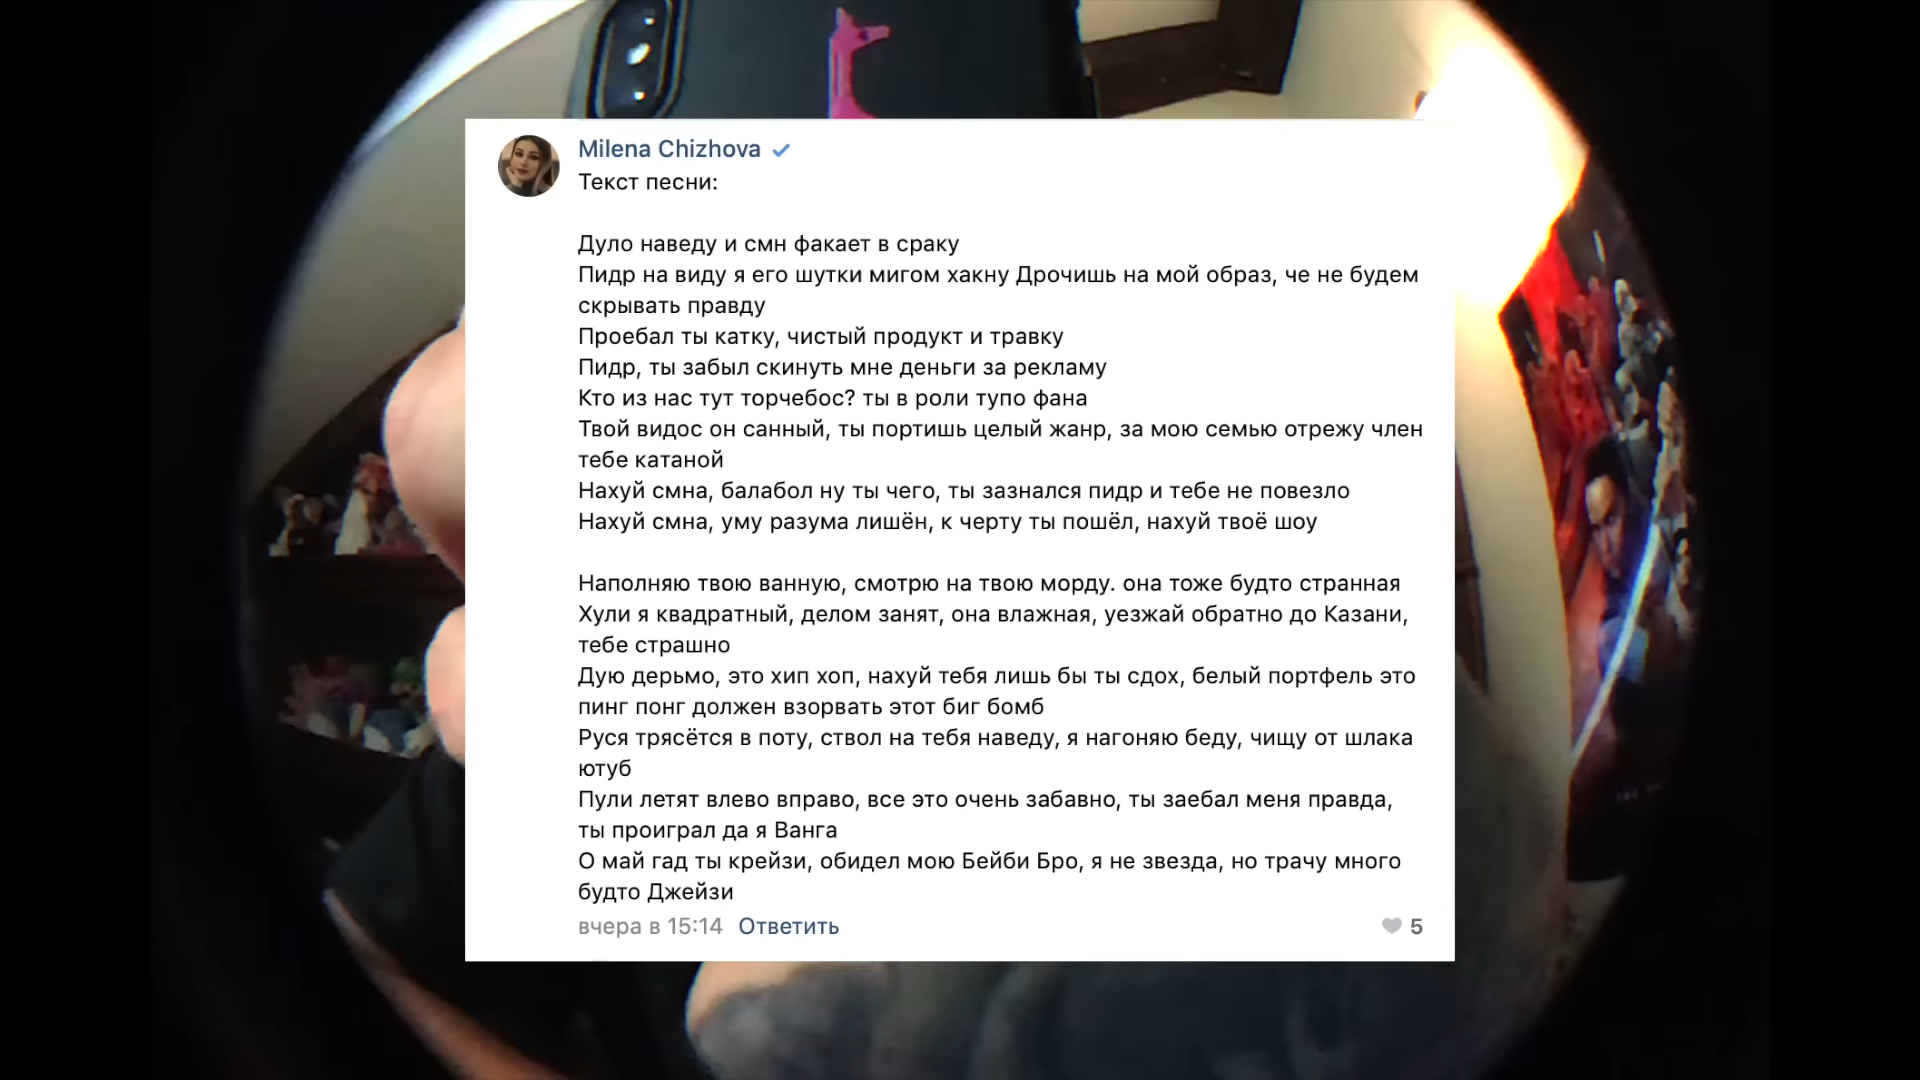 Milena Chizhova
Текст песни:
Дуло наведу и смн факает в сраку
Пидр на виду я его шутки мигом хакну Дрочишь на мой образ, че не будем
скрывать правду
Проебал ты катку, чистый продукт и травку
Пидр, ты забыл скинуть мне деньги за рекламу
Кто из нас тут торчебос? ты в роли тупо фана
Твой видос он санный, ты портишь целый жанр, за мою семью отрежу член
тебе катаной
Нахуй смна, балабол ну ты чего, ты зазнался пидр и тебе не повезло
Нахуй смна, уму разума лишён, к черту ты пошёл, нахуй твоё шоу
Наполняю твою ванную, смотрю на твою морду. она тоже будто странная
Хули я квадратный, делом занят, она влажная, уезжай обратно до Казани,
тебе страшно
Дую дерьмо, это хип хоп, нахуй тебя лишь бы ты сдох, белый портфель это
пинг понг должен взорвать этот биг бомб
Руся трясётся в поту, ствол на тебя наведу, я нагоняю беду, чищу от шлака
ютуб
Пули летят влево вправо, все это очень забавно, ты заебал меня правда,
ты проиграл да я Ванга
О май гад ты крейзи, обидел мою Бейби Бро, я не звезда, но трачу много
будто Джейзи
вчера в 15:14 Ответить 5